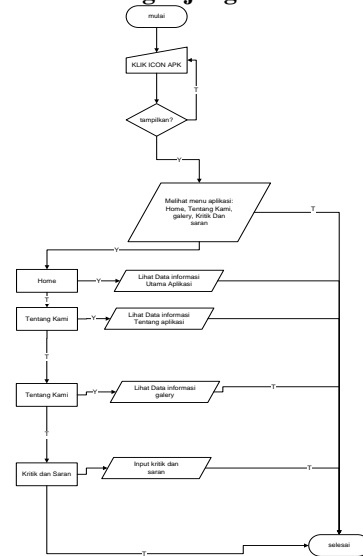 mulai
KLIK ICON APK
T
tampilkan?
Y
Melihat menu aplikasi:
Home, Tentang Kami,
galery, Kritik Dan
saran
T
Y
Home
Y
Lihat Data informasi
Utama Aplikasi
T
Tentang Kami
Y
Lihat Data informasi
Tentang aplikasi
T
Tentang Kami
Y
Lihat Data informasi
galery
T
T
Kritik dan Saran
Input kritik dan
saran
T
T
selesai